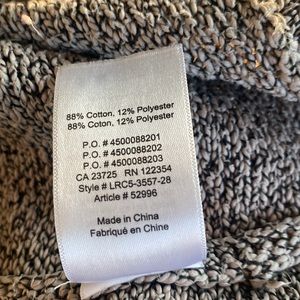 88% Cotton, 12% Polyester
88% Coton, 12% Polyester
P.O. # 4500088201
P.O. # 4500088202
P.O. # 4500088203
CA 23725 RN 122354
Style # LRC5-3557-28
Article # 52996
Made in China
Fabriqué en Chine